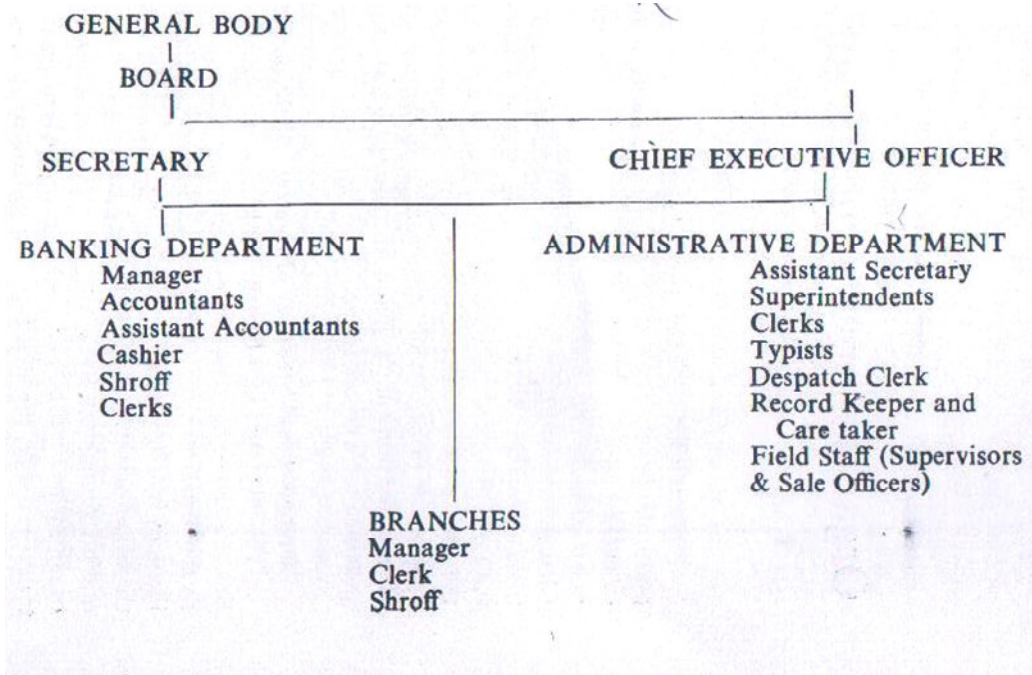 GENERAL BODY
BOARD
SECRETARY
CHIEF EXECUTIVE OFFICER
BANKING DEPARTMENT
Manager
Accountants
Assistant Accountants
Cashier
Shroff
Clerks
ADMINISTRATIVE DEPARTMENT
Assistant Secretary
Superintendents
Clerks
Typists
Despatch Clerk
Record Keeper and
Care taker
Field Staff (Supervisors
& Sale Officers)
BRANCHES
Manager
Clerk
Shroff